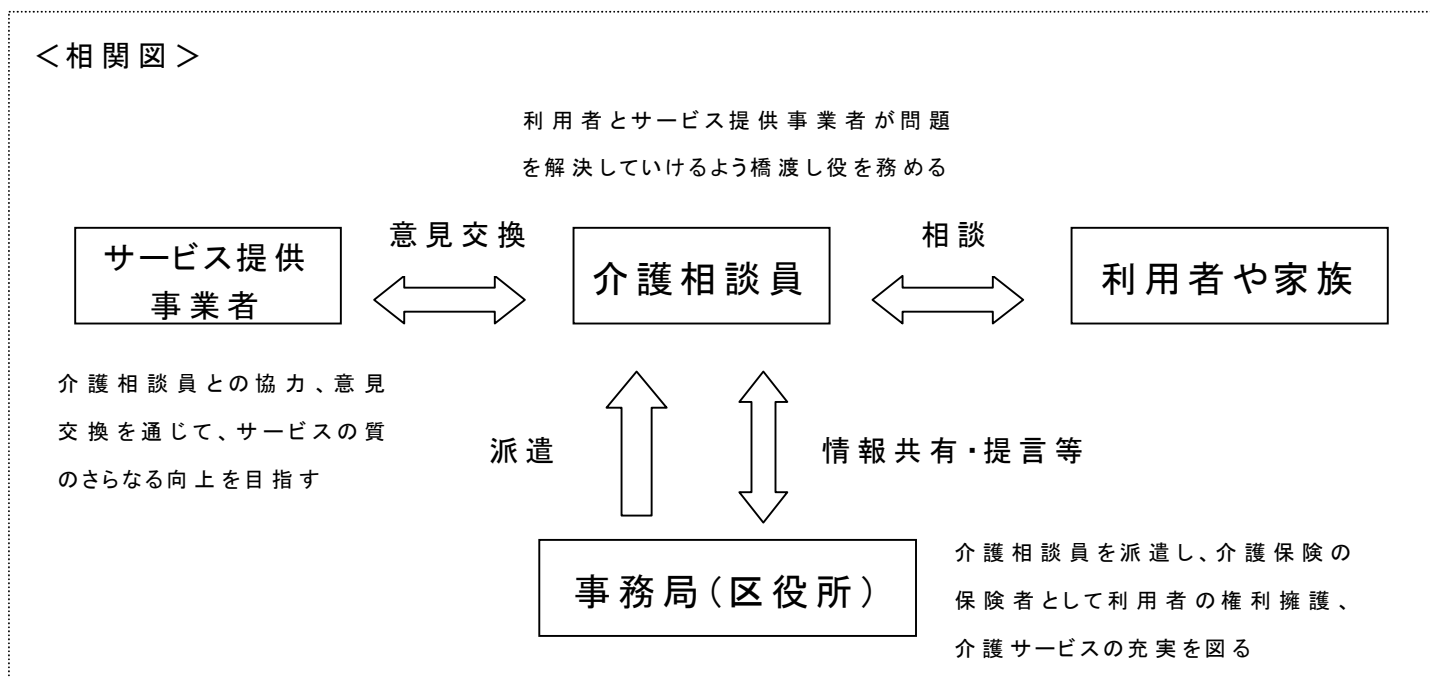 <相関図>
利用者とサービス提供事業者が問題
を解決していけるよう橋渡し役を務める
サービス提供
事業者
意見交換
介護相談員
相談
利用者や家族
介護相談員との協力、意見
交換を通じて、サービスの質
のさらなる向上を目指す
派遣
情報共有・提言等
事務局(区役所)
介護相談員を派遣し、介護保険の
保険者として利用者の権利擁護、
介護サービスの充実を図る